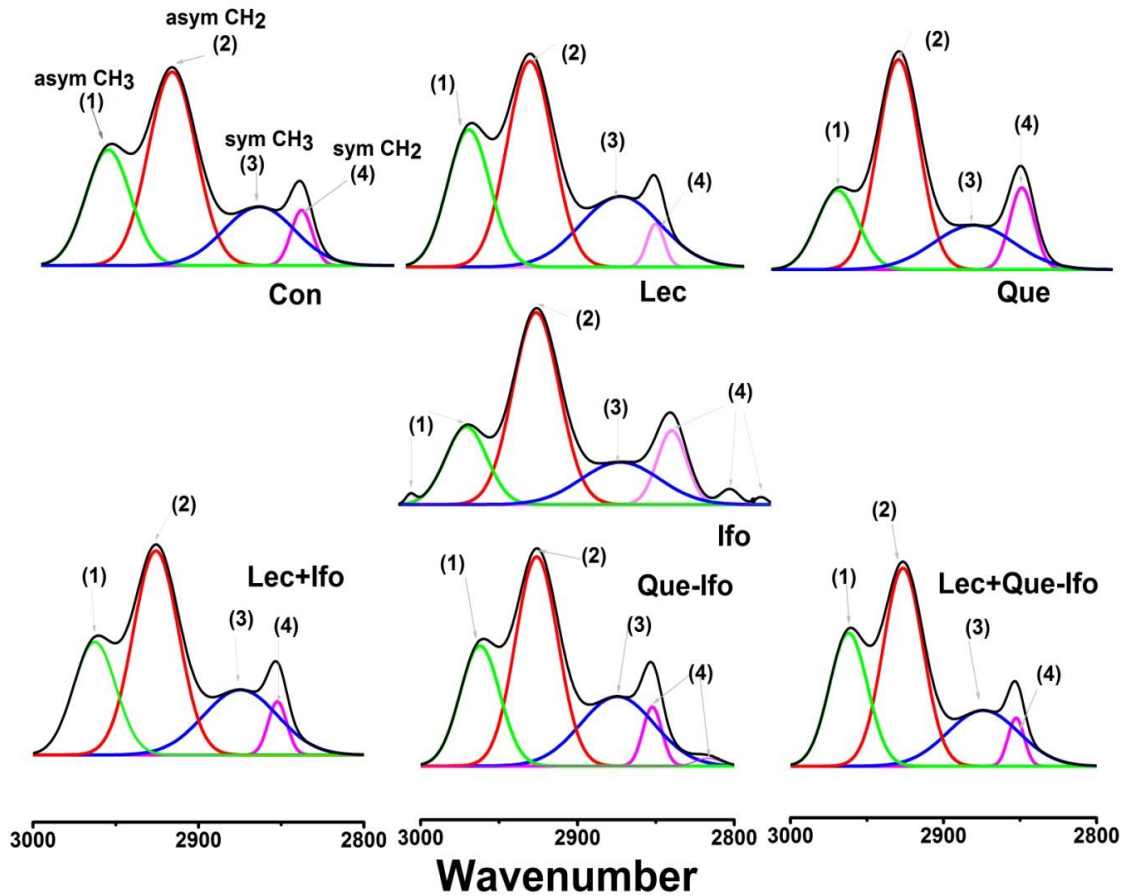 asym CH2
(2)
asym CH3
(1)
sym CH3
(3)
sym CH2
(4)
Con
(1)
(2)
(3)
(4)
Lec
(1)
(2)
(3)
(4)
Que
(1)
(2)
(3)
(4)
Ifo
(1)
(2)
(3)
(4)
Lec+Ifo
(1)
(2)
(3)
(4)
Que-Ifo
(1)
(2)
(3)
(4)
Lec+Que-Ifo
3000 2900 2800
3000 2900 2800
3000 2900 2800
Wavenumber